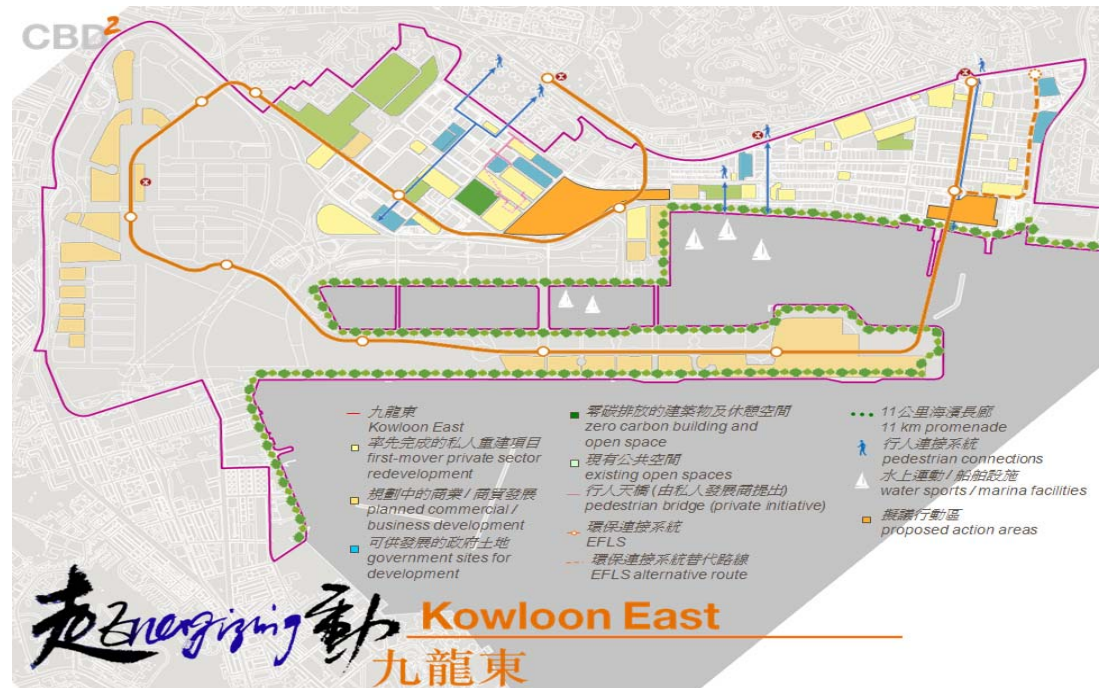 CBD²
九龍東
Kowloon East
率先完成的私人重建項目
first-mover private sector
redevelopment
規劃中的商業 / 商貿發展
planned commercial /
business development
可供發展的政府土地
government sites for
development
零碳排放的建築物及休憩空間
zero carbon building and
open space
現有公共空間
existing open spaces
行人天橋 (由私人發展商提出)
pedestrian bridge (private initiative)
環保連接系統
EFLS
環保連接系統替代路線
EFLS alternative route
11公里海濱長廊
11 km promenade
行人連接系統
pedestrian connections
水上運動 / 船舶設施
water sports / marina facilities
擬議行動區
proposed action areas
起 Energizing 動 Kowloon East
九龍東